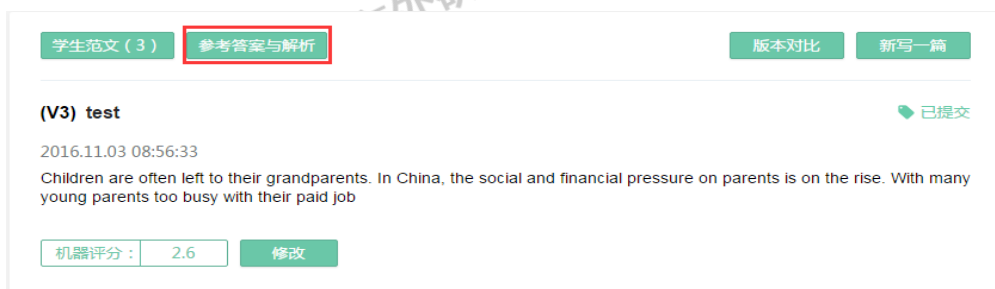 学生范文（3） 参考答案与解析 版本对比 新写一篇
(V3) test 已提交
2016.11.03 08:56:33
Children are often left to their grandparents. In China, the social and financial pressure on parents is on the rise. With many
young parents too busy with their paid job
机器评分： 2.6 修改